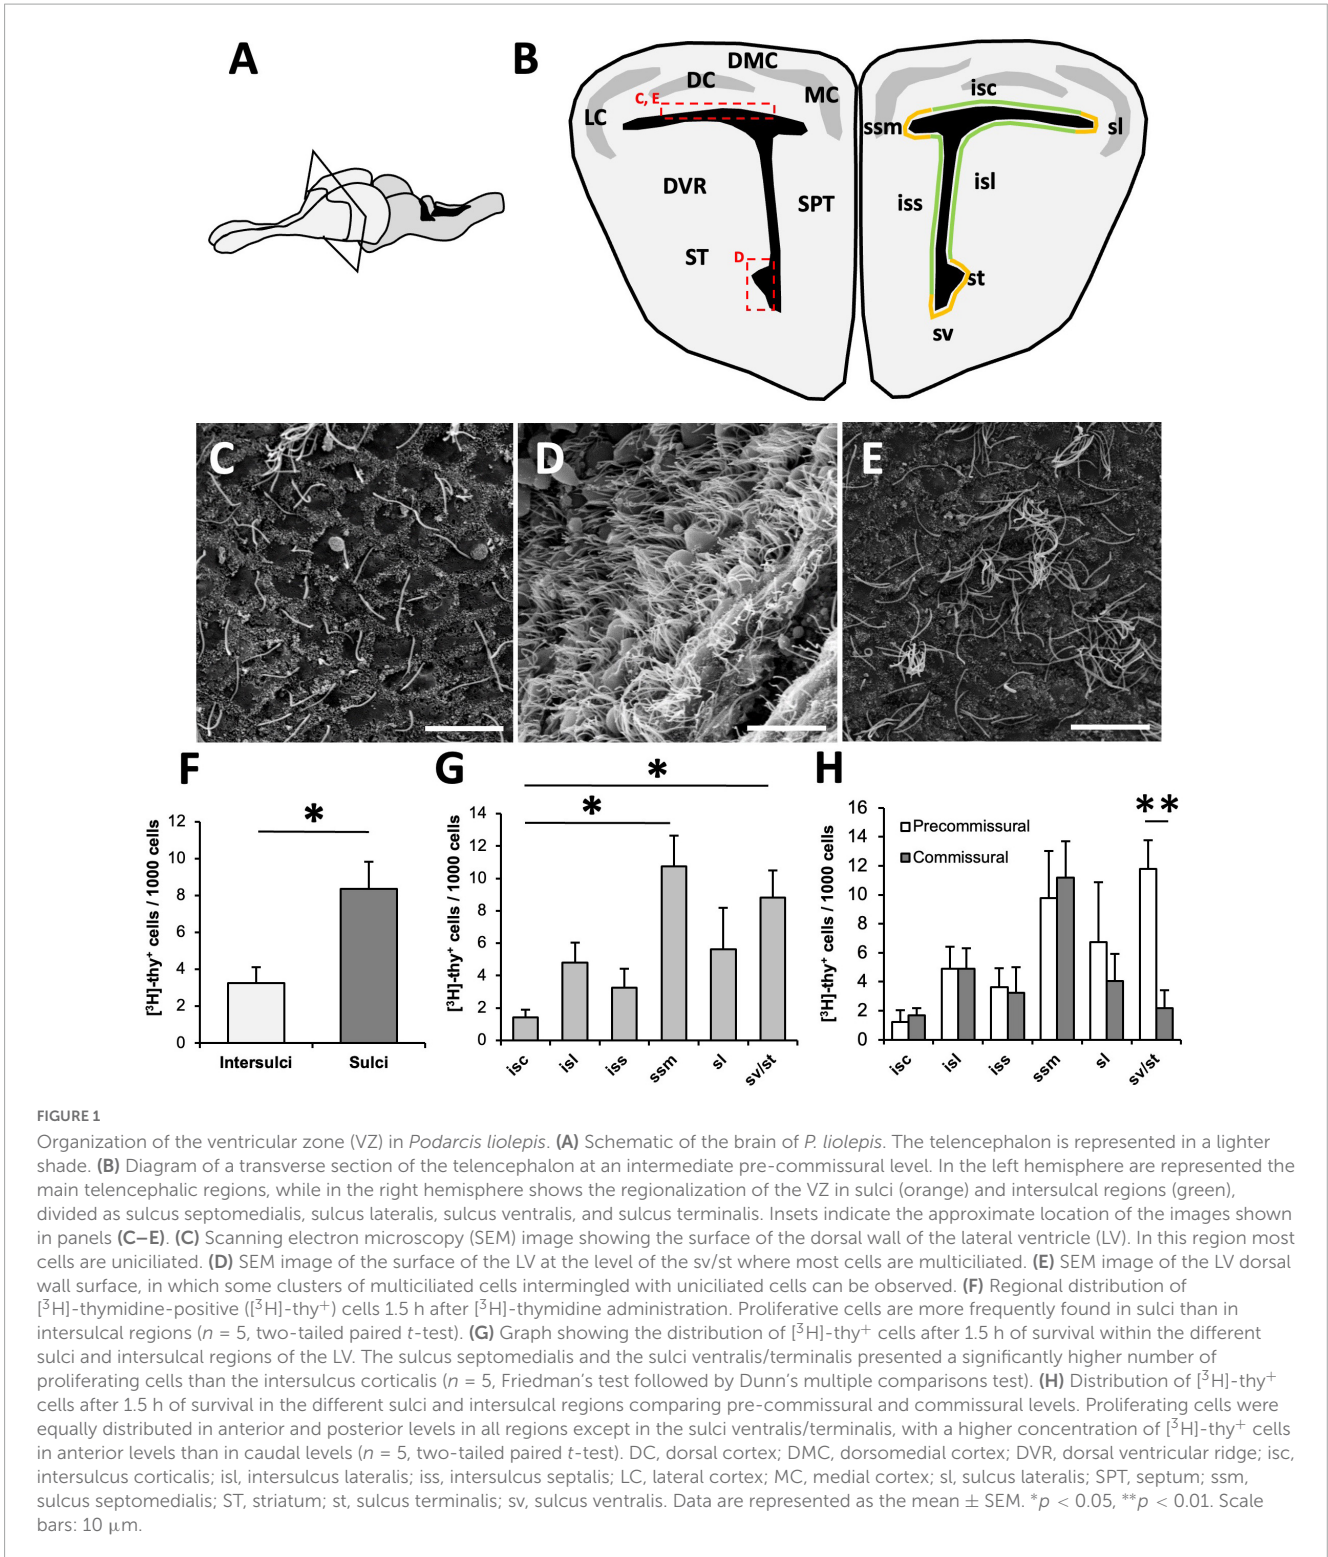 A
B
DMC
DC
MC
C, E
LC
DVR
SPT
ST
D
isc
ssm
sl
isl
iss
st
sv
C
D
E
F
[³H]-thy⁺ cells / 1000 cells
12
10
8
6
4
2
0
*
Intersulci
Sulci
G
[³H]-thy⁺ cells / 1000 cells
14
12
10
8
6
4
2
0
*
*
isc
isl
iss
ssm
sl
sv/st
H
[³H]-thy⁺ cells / 1000 cells
16
14
12
10
8
6
4
2
0
Precommissural
Commissural
**
isc
isl
iss
ssm
sl
sv/st
FIGURE 1
Organization of the ventricular zone (VZ) in Podarcis liolepis. (A) Schematic of the brain of P. liolepis. The telencephalon is represented in a lighter
shade. (B) Diagram of a transverse section of the telencephalon at an intermediate pre-commissural level. In the left hemisphere are represented the
main telencephalic regions, while in the right hemisphere shows the regionalization of the VZ in sulci (orange) and intersulcal regions (green),
divided as sulcus septomedialis, sulcus lateralis, sulcus ventralis, and sulcus terminalis. Insets indicate the approximate location of the images shown
in panels (C–E). (C) Scanning electron microscopy (SEM) image showing the surface of the dorsal wall of the lateral ventricle (LV). In this region most
cells are uniciliated. (D) SEM image of the surface of the LV at the level of the sv/st where most cells are multiciliated. (E) SEM image of the LV dorsal
wall surface, in which some clusters of multiciliated cells intermingled with uniciliated cells can be observed. (F) Regional distribution of
[³H]-thymidine-positive ([³H]-thy⁺) cells 1.5 h after [³H]-thymidine administration. Proliferative cells are more frequently found in sulci than in
intersulcal regions (n = 5, two-tailed paired t-test). (G) Graph showing the distribution of [³H]-thy⁺ cells after 1.5 h of survival within the different
sulci and intersulcal regions of the LV. The sulcus septomedialis and the sulci ventralis/terminalis presented a significantly higher number of
proliferating cells than the intersulcus corticalis (n = 5, Friedman's test followed by Dunn's multiple comparisons test). (H) Distribution of [³H]-thy⁺
cells after 1.5 h of survival in the different sulci and intersulcal regions comparing pre-commissural and commissural levels. Proliferating cells were
equally distributed in anterior and posterior levels in all regions except in the sulci ventralis/terminalis, with a higher concentration of [³H]-thy⁺ cells
in anterior levels than in caudal levels (n = 5, two-tailed paired t-test). DC, dorsal cortex; DMC, dorsomedial cortex; DVR, dorsal ventricular ridge; isc,
intersulcus corticalis; isl, intersulcus lateralis; iss, intersulcus septalis; LC, lateral cortex; MC, medial cortex; sl, sulcus lateralis; SPT, septum; ssm,
sulcus septomedialis; ST, striatum; st, sulcus terminalis; sv, sulcus ventralis. Data are represented as the mean ± SEM. *p < 0.05, **p < 0.01. Scale
bars: 10 μm.